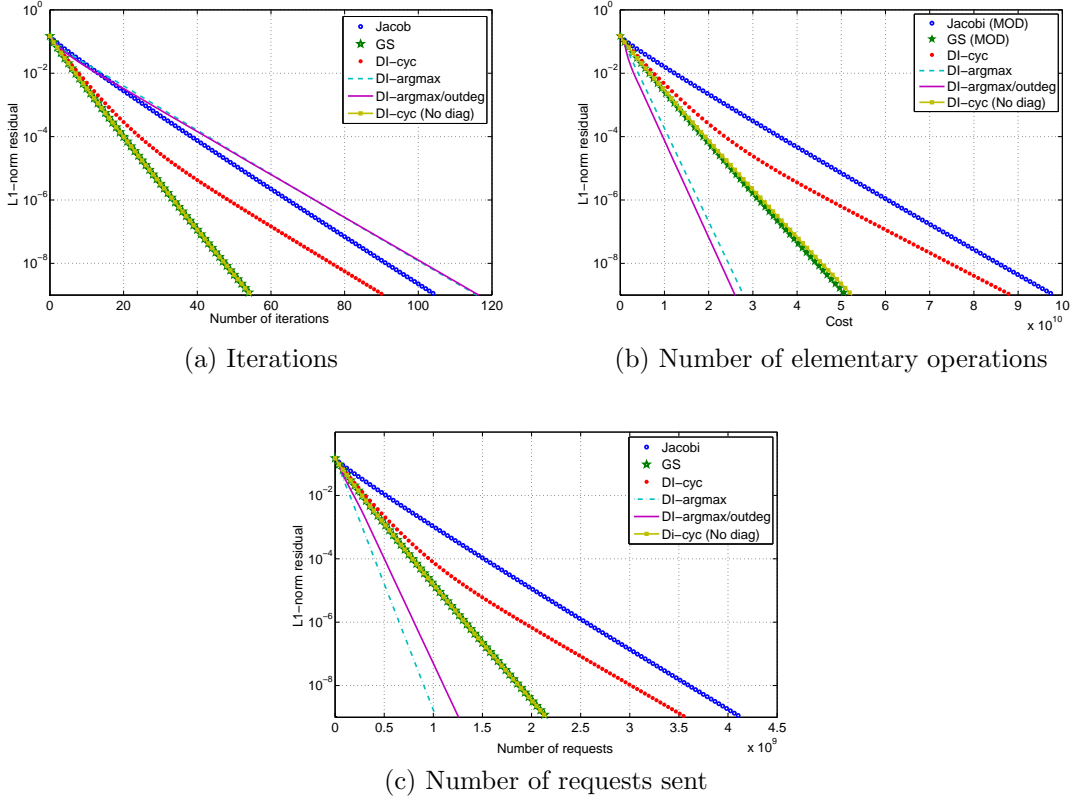 10^0
10^−2
10^−4
10^−6
10^−8
L1−norm residual
0 20 40 60 80 100 120
Number of iterations
Jacob
GS
DI−cyc
DI−argmax
DI−argmax/outdeg
DI−cyc (No diag)
(a) Iterations
10^0
10^−2
10^−4
10^−6
10^−8
L1−norm residual
0 1 2 3 4 5 6 7 8 9 10
x 10^10
Cost
Jacobi (MOD)
GS (MOD)
DI−cyc
DI−argmax
DI−argmax/outdeg
DI−cyc (No diag)
(b) Number of elementary operations
10^−2
10^−4
10^−6
10^−8
L1−norm residual
0 0.5 1 1.5 2 2.5 3 3.5 4 4.5
x 10^9
Number of requests
Jacobi
GS
DI−cyc
DI−argmax
DI−argmax/outdeg
Di−cyc (No diag)
(c) Number of requests sent